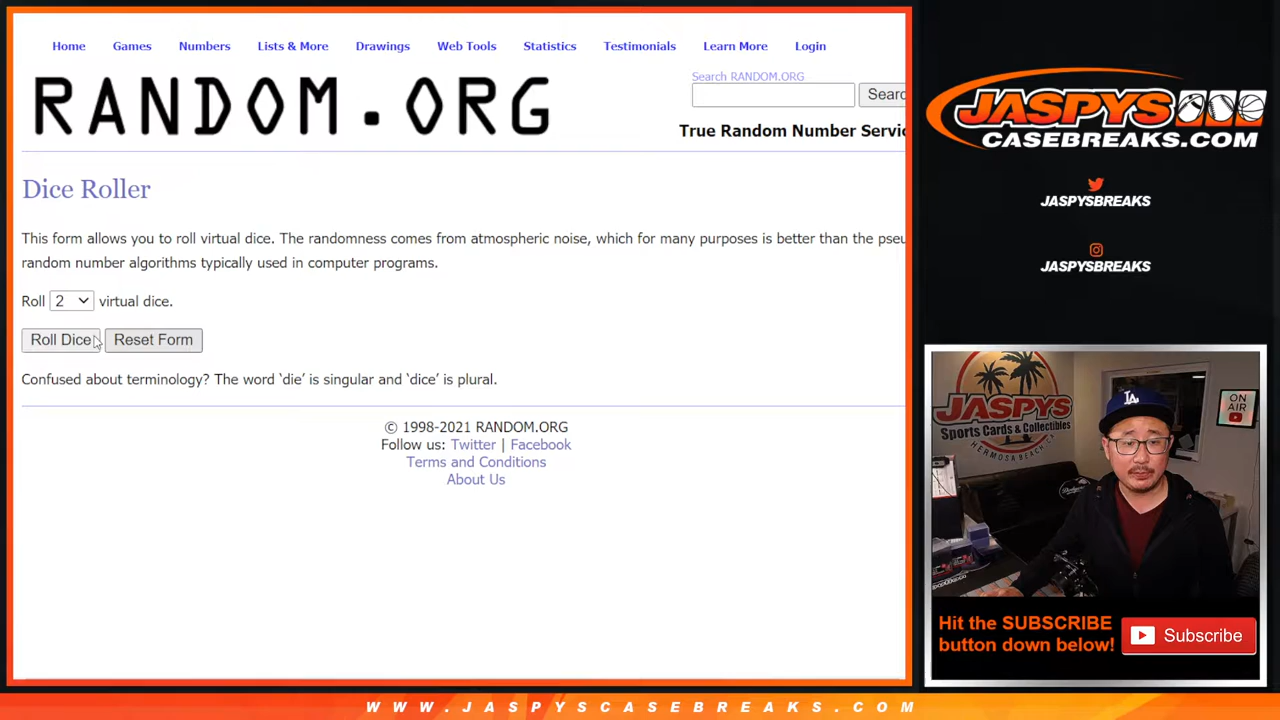 Home Games Numbers Lists & More Drawings Web Tools Statistics Testimonials Learn More Login
RANDOM.ORG
Search RANDOM.ORG
Searc
True Random Number Servic
Dice Roller
This form allows you to roll virtual dice. The randomness comes from atmospheric noise, which for many purposes is better than the pseu
random number algorithms typically used in computer programs.
Roll 2 virtual dice.
Roll Dice Reset Form
Confused about terminology? The word ‘die’ is singular and ‘dice’ is plural.
© 1998-2021 RANDOM.ORG
Follow us: Twitter | Facebook
Terms and Conditions
About Us
JASPYS
CASEBREAKS.COM
JASPYSBREAKS
JASPYSBREAKS
JASPYS
Sports Cards & Collectibles
HERMOSA BEACH, CA
ON
AIR
LA
Dodgers
Hit the SUBSCRIBE
button down below!
Subscribe
WWW.JASPYSCASEBREAKS.COM